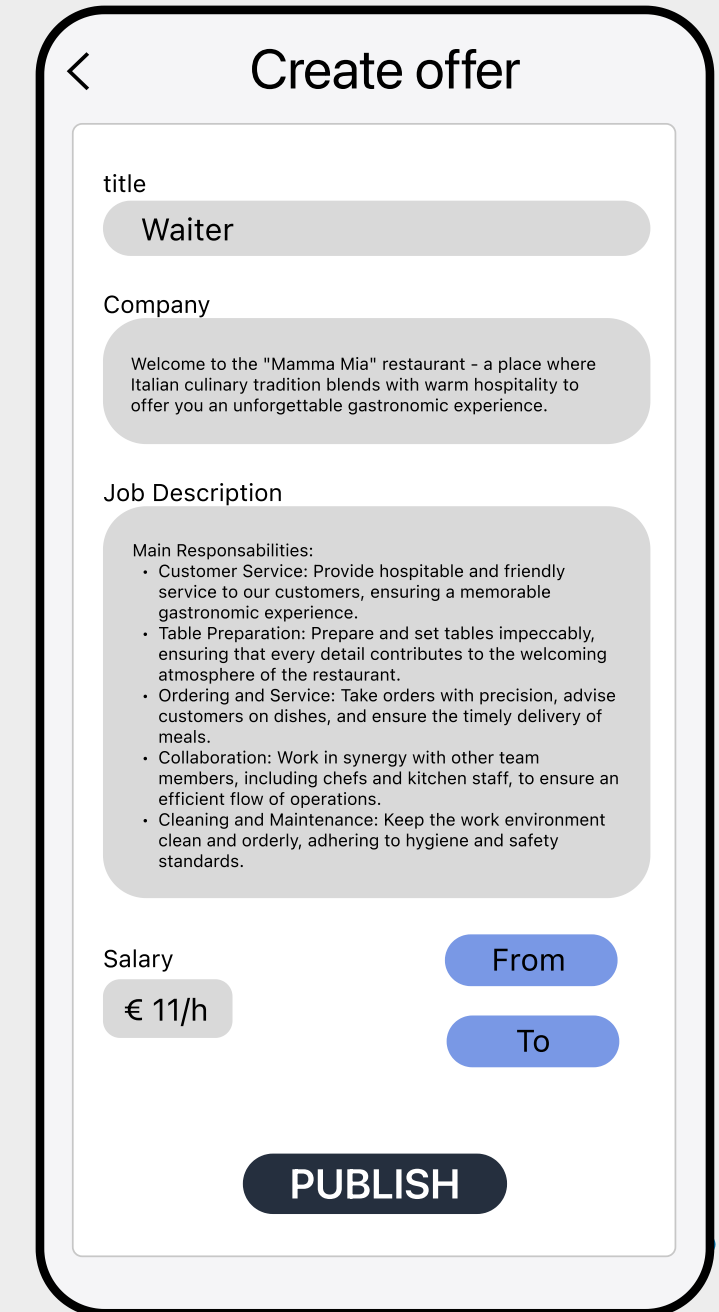 Create offer
title
Waiter
Company
Welcome to the "Mamma Mia" restaurant - a place where
Italian culinary tradition blends with warm hospitality to
offer you an unforgettable gastronomic experience.
Job Description
Main Responsabilities:
• Customer Service: Provide hospitable and friendly
service to our customers, ensuring a memorable
gastronomic experience.
• Table Preparation: Prepare and set tables impeccably,
ensuring that every detail contributes to the welcoming
atmosphere of the restaurant.
• Ordering and Service: Take orders with precision, advise
customers on dishes, and ensure the timely delivery of
meals.
• Collaboration: Work in synergy with other team
members, including chefs and kitchen staff, to ensure an
efficient flow of operations.
• Cleaning and Maintenance: Keep the work environment
clean and orderly, adhering to hygiene and safety
standards.
Salary
€ 11/h
From
To
PUBLISH